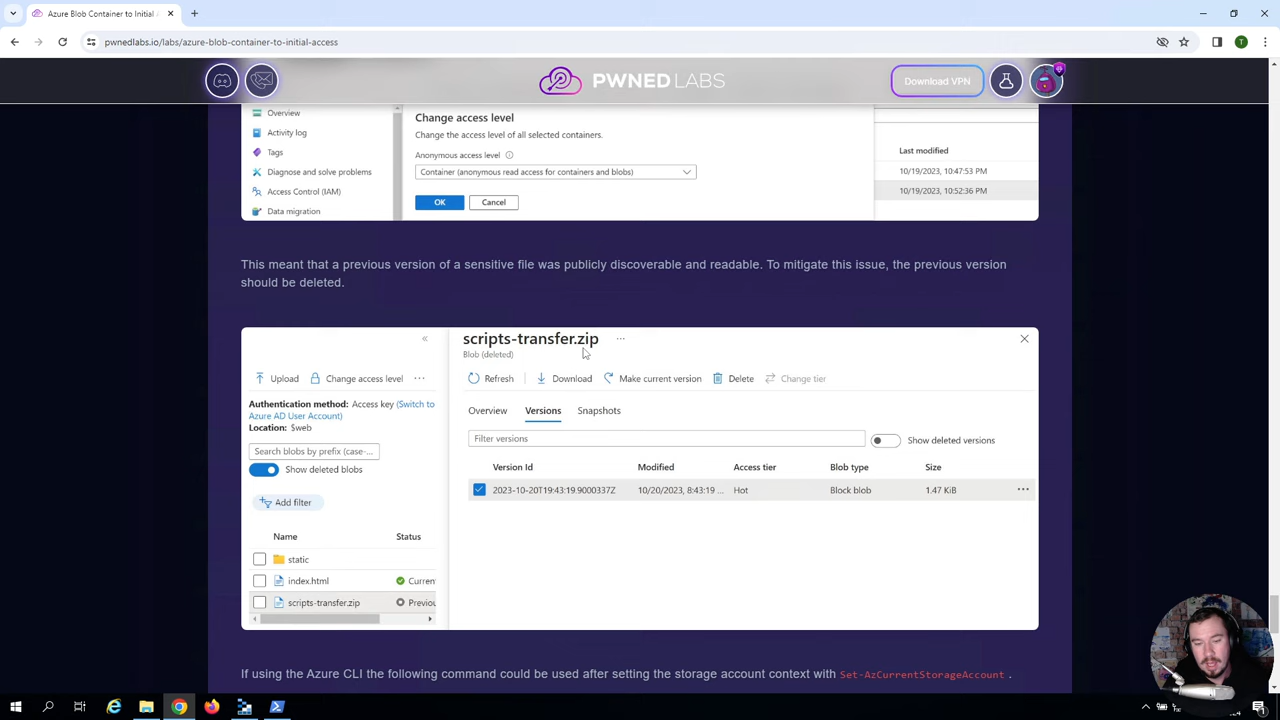 Azure Blob Container to Initial A
pwnedlabs.io/labs/azure-blob-container-to-initial-access
T
PWNED LABS
Download VPN
Overview
Activity log
Tags
Diagnose and solve problems
Access Control (IAM)
Data migration
Change access level
Change the access level of all selected containers.
Anonymous access level
Container (anonymous read access for containers and blobs)
OK
Cancel
Last modified
10/19/2023, 10:47:53 PM
10/19/2023, 10:52:36 PM
This meant that a previous version of a sensitive file was publicly discoverable and readable. To mitigate this issue, the previous version
should be deleted.
Upload
Change access level
Authentication method: Access key (Switch to
Azure AD User Account)
Location: $web
Search blobs by prefix (case-...
Show deleted blobs
Add filter
Name Status
static
index.html Curren
scripts-transfer.zip Previou
scripts-transfer.zip
Blob (deleted)
Refresh
Download
Make current version
Delete
Change tier
Overview Versions Snapshots
Filter versions
Show deleted versions
Version Id Modified Access tier Blob type Size
2023-10-20T19:43:19.9000337Z 10/20/2023, 8:43:19 ... Hot Block blob 1.47 KiB
If using the Azure CLI the following command could be used after setting the storage account context with Set-AzCurrentStorageAccount .